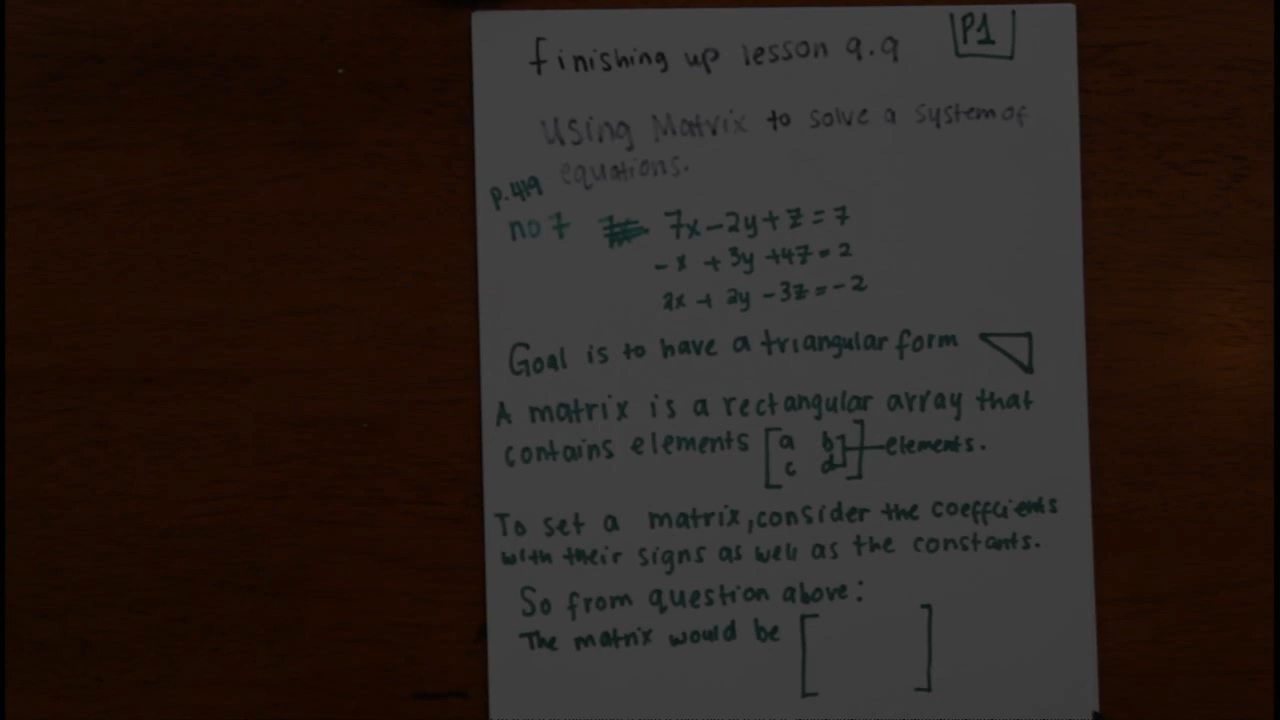 finishing up lesson 9.9
P1
Using Matrix to solve a system of
equations.
p.419
no 7 7x-2y+z=7
-x +3y +4z=2
2x + 2y -3z=-2
Goal is to have a triangular form
A matrix is a rectangular array that
contains elements [a b
c d] elements.
To set a matrix, consider the coefficients
with their signs as well as the constants.
So from question above:
The matrix would be [ ]